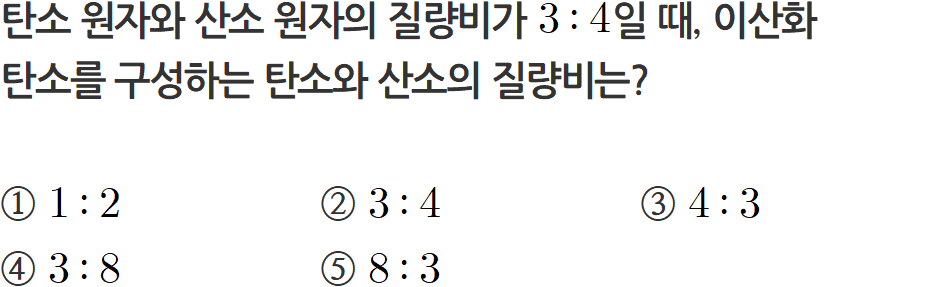 탄소 원자와 산소 원자의 질량비가 3 : 4일 때, 이산화
탄소를 구성하는 탄소와 산소의 질량비는?
① 1 : 2 ② 3 : 4 ③ 4 : 3
④ 3 : 8 ⑤ 8 : 3